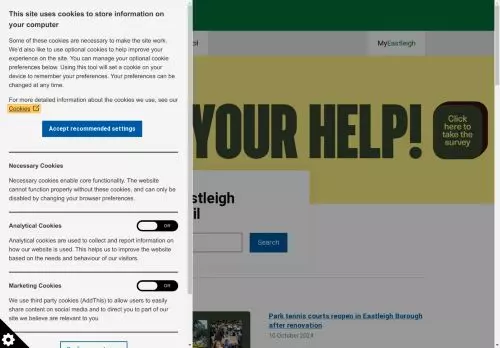 This site uses cookies to store information on
your computer
Some of these cookies are necessary to make the site work.
We'd also like to use optional cookies to help improve your
experience on the site. You can manage your optional cookie
preferences below. Using this tool will set a cookie on your
device to remember your preferences. Your preferences can be
changed at any time.
For more detailed information about the cookies we use, see our
Cookies
Accept recommended settings
Necessary Cookies
Necessary cookies enable core functionality. The website
cannot function properly without these cookies, and can only be
disabled by changing your browser preferences.
Analytical Cookies
Off
Analytical cookies are used to collect and report information on
how our website is used. This helps us to improve the website
based on the needs and behaviour of our visitors.
Marketing Cookies
Off
We use third party cookies (AddThis) to allow users to easily
share content on social media and to direct you to part of our
site we believe are relevant to you.
MyEastleigh
YOUR HELP!
Click
here to
take the
survey
Search
Park tennis courts reopen in Eastleigh Borough
after renovation
10 October 2024